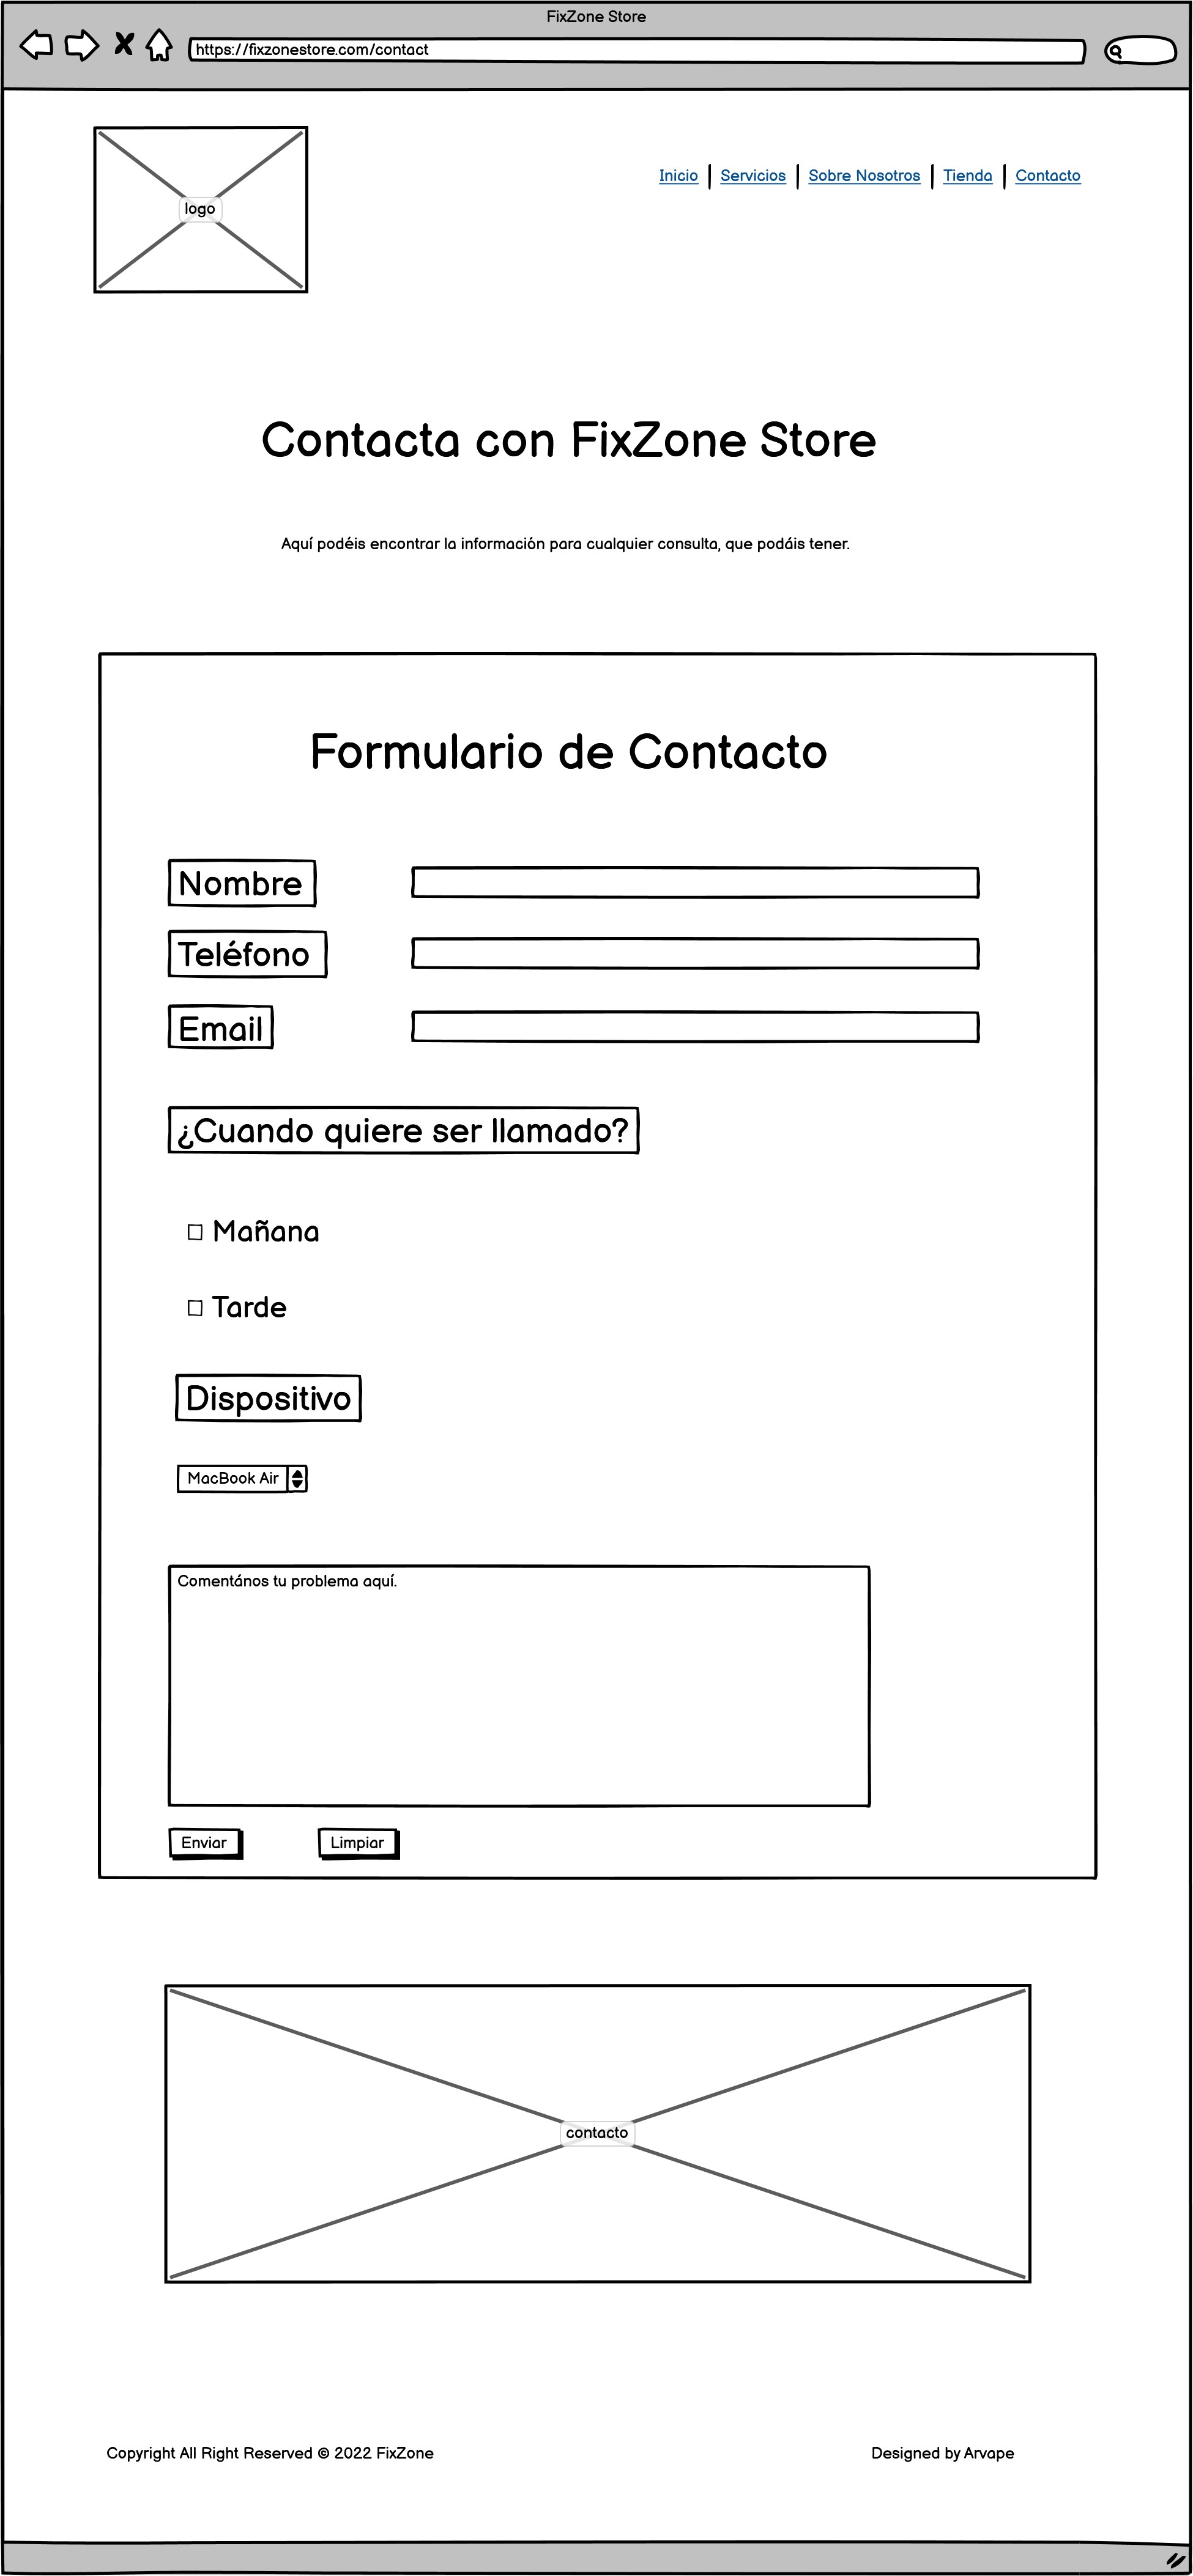 FixZone Store
https://fixzonestore.com/contact
logo
Inicio Servicios Sobre Nosotros Tienda Contacto
Contacta con FixZone Store
Aquí podéis encontrar la información para cualquier consulta, que podáis tener.
Formulario de Contacto
Nombre
Teléfono
Email
¿Cuando quiere ser llamado?
Mañana
Tarde
Dispositivo
MacBook Air
Comentános tu problema aquí.
Enviar Limpiar
contacto
Copyright All Right Reserved © 2022 FixZone Designed by Arvape